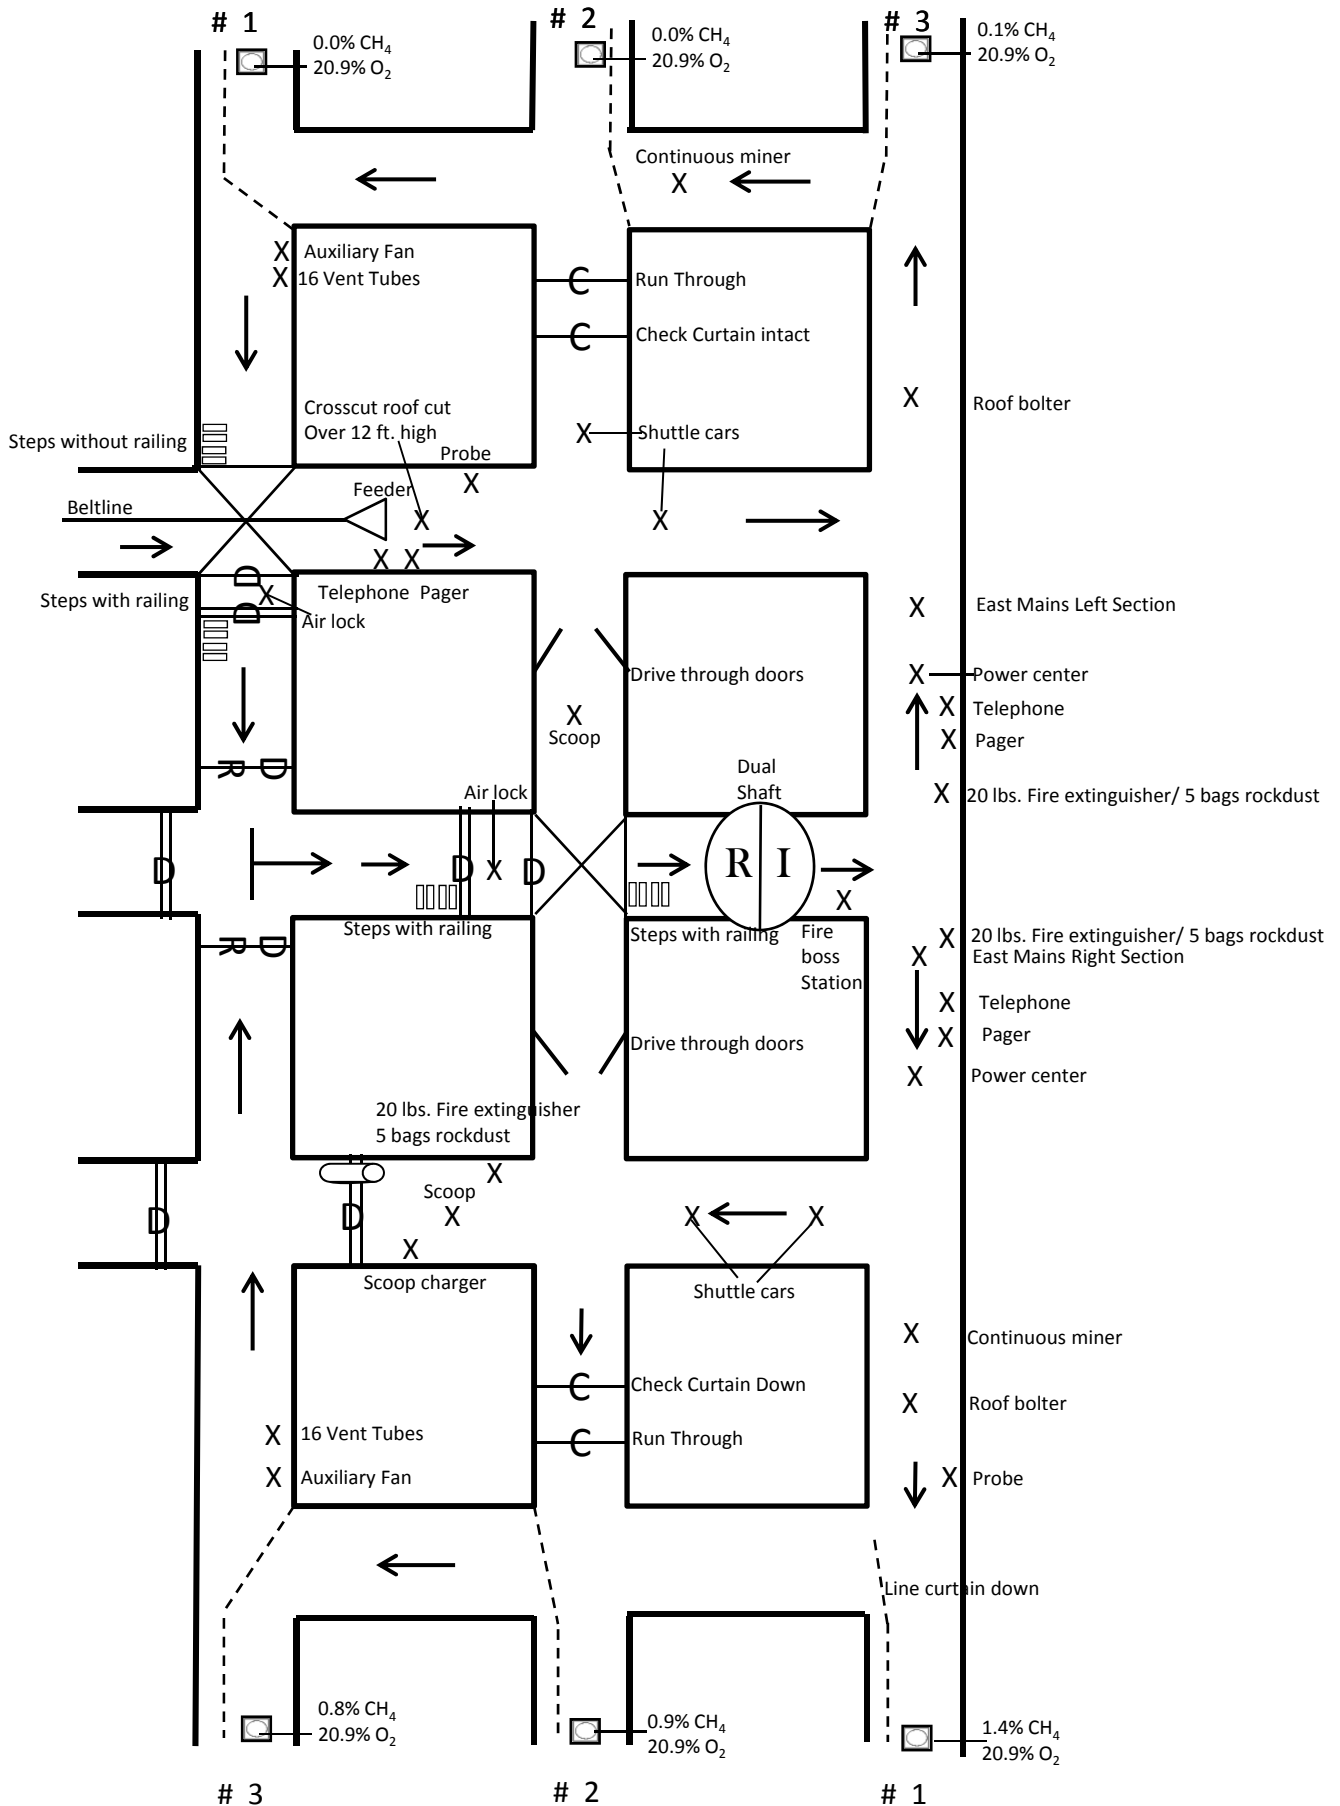 # 1
# 2
# 3
0.0% CH₄
20.9% O₂
0.0% CH₄
20.9% O₂
0.1% CH₄
20.9% O₂
Continuous miner
X
X Auxiliary Fan
X 16 Vent Tubes
C Run Through
C Check Curtain intact
Crosscut roof cut
Over 12 ft. high
X Roof bolter
Steps without railing
X Shuttle cars
Probe
X
Beltline
Feeder
X
X
X X
Telephone Pager
D
X
D
Steps with railing
Air lock
X East Mains Left Section
Drive through doors
X Power center
X Telephone
X Pager
X
Scoop
R D
Dual
Shaft
Air lock
X 20 lbs. Fire extinguisher/ 5 bags rockdust
D
D X D
R I
X
Steps with railing
Steps with railing
Fire
boss
Station
R D
X 20 lbs. Fire extinguisher/ 5 bags rockdust
X East Mains Right Section
X Telephone
X Pager
Drive through doors
X Power center
20 lbs. Fire extinguisher
5 bags rockdust
X
Scoop
X
D
D
X
X X
Scoop charger
Shuttle cars
X Continuous miner
C Check Curtain Down
X Roof bolter
X 16 Vent Tubes
C Run Through
X Auxiliary Fan
X Probe
Line curtain down
0.8% CH₄
20.9% O₂
0.9% CH₄
20.9% O₂
1.4% CH₄
20.9% O₂
# 3
# 2
# 1